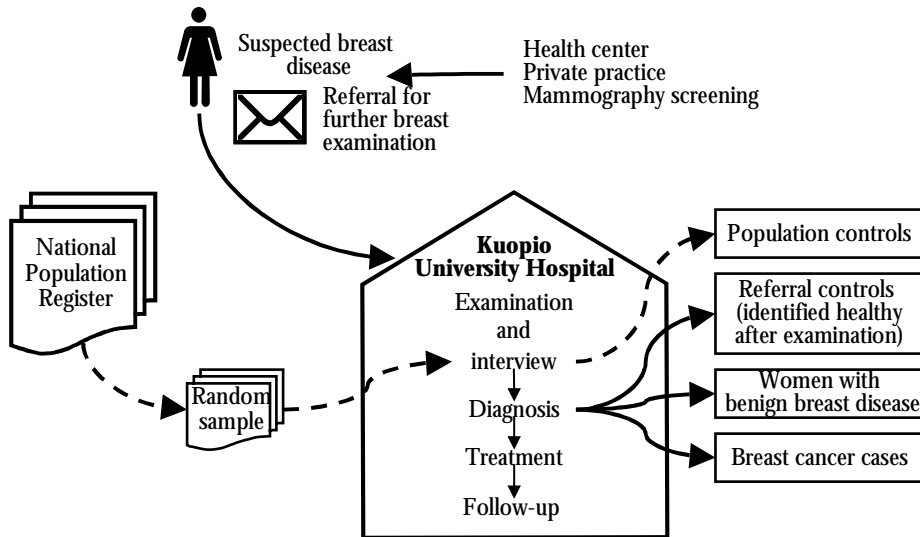 Suspected breast
disease
Referral for
further breast
examination
Health center
Private practice
Mammography screening
National
Population
Register
Random
sample
Kuopio
University Hospital
Examination
and
interview
Diagnosis
Treatment
Follow-up
Population controls
Referral controls
(identified healthy
after examination)
Women with
benign breast disease
Breast cancer cases